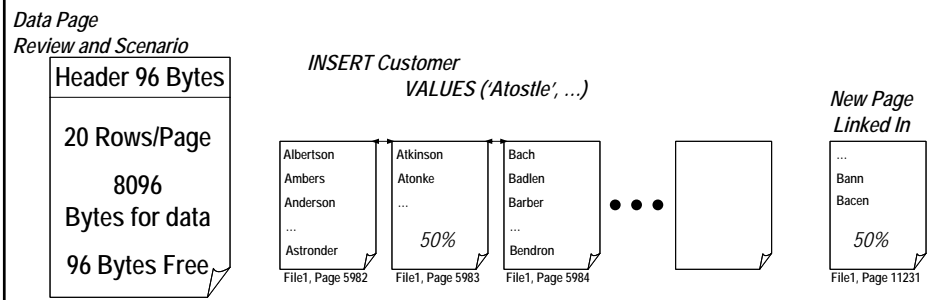 Data Page
Review and Scenario
Header 96 Bytes
20 Rows/Page
8096
Bytes for data
96 Bytes Free
INSERT Customer
VALUES (‘Atostle’, ...)
Albertson
Ambers
Anderson
...
Astronder
File1, Page 5982
Atkinson
Atonke
...
50%
File1, Page 5983
Bach
Badlen
Barber
...
Bendron
File1, Page 5984
New Page
Linked In
...
Bann
Bacen
50%
File1, Page 11231